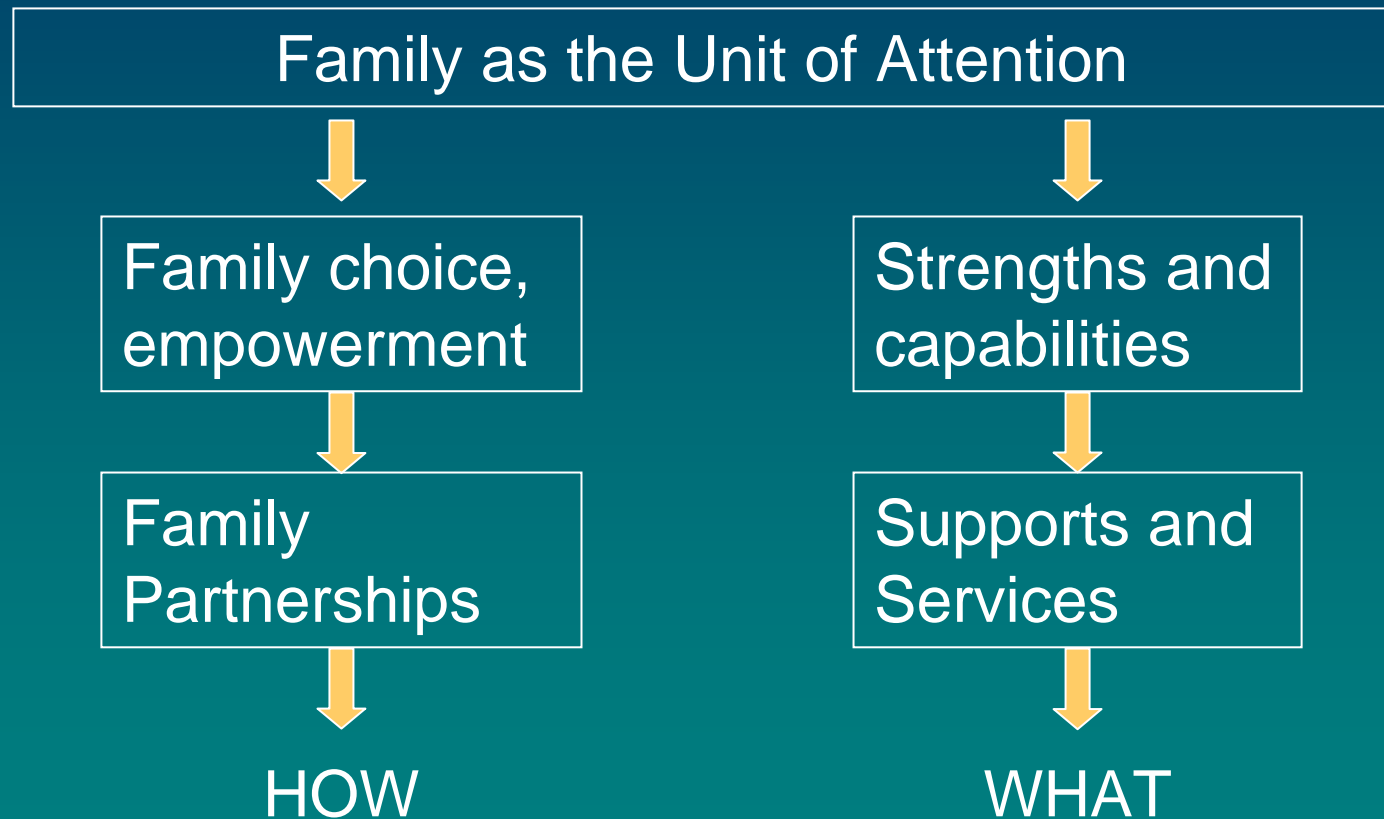 Family as the Unit of Attention
Family choice,
empowerment
Strengths and
capabilities
Family
Partnerships
Supports and
Services
HOW
WHAT